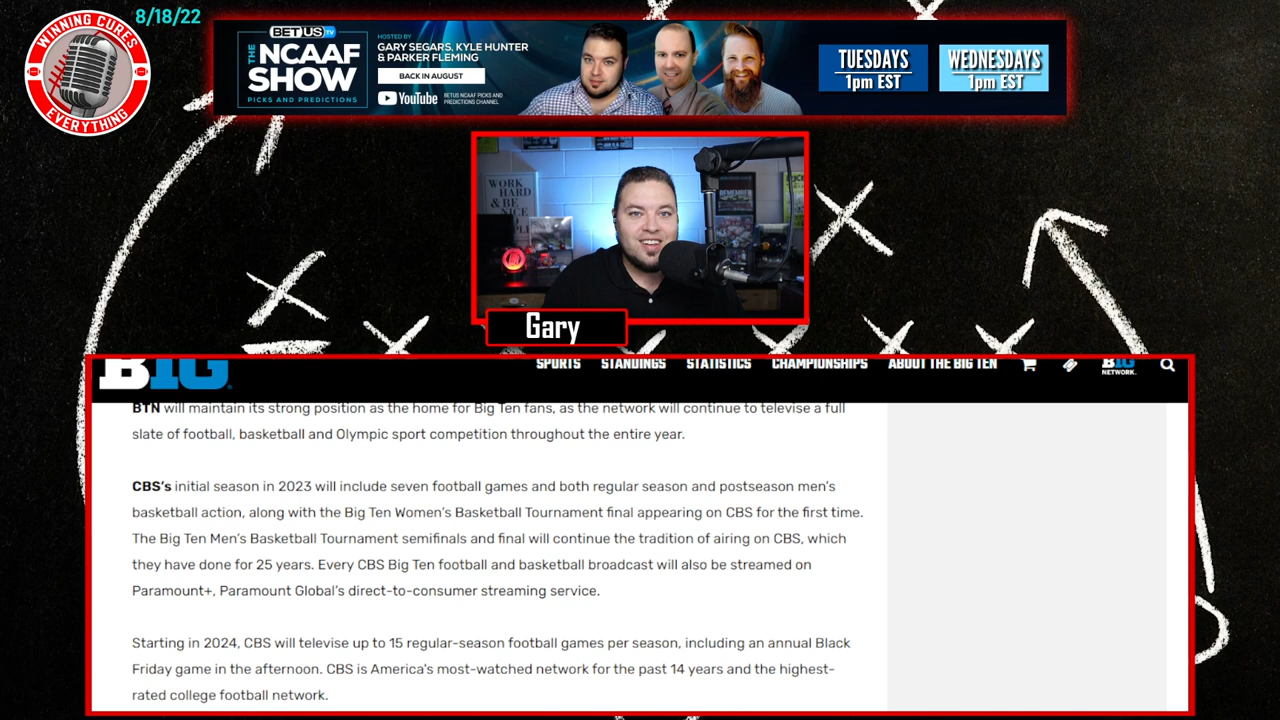 8/18/22
WINNING CURES
EVERYTHING
BETUS TV
THE
NCAAF
SHOW
PICKS AND PREDICTIONS
HOSTED BY
GARY SEGARS, KYLE HUNTER
& PARKER FLEMING
BACK IN AUGUST
YouTube
BETUS NCAAF PICKS AND
PREDICTIONS CHANNEL
TUESDAYS
1pm EST
WEDNESDAYS
1pm EST
WORK
HARD
& BE
NICE
REMEMBER
Gary
B1G
SPORTS STANDINGS STATISTICS CHAMPIONSHIPS ABOUT THE BIG TEN
B1G
NETWORK.
BTN will maintain its strong position as the home for Big Ten fans, as the network will continue to televise a full
slate of football, basketball and Olympic sport competition throughout the entire year.
CBS's initial season in 2023 will include seven football games and both regular season and postseason men's
basketball action, along with the Big Ten Women's Basketball Tournament final appearing on CBS for the first time.
The Big Ten Men's Basketball Tournament semifinals and final will continue the tradition of airing on CBS, which
they have done for 25 years. Every CBS Big Ten football and basketball broadcast will also be streamed on
Paramount+, Paramount Global's direct-to-consumer streaming service.
Starting in 2024, CBS will televise up to 15 regular-season football games per season, including an annual Black
Friday game in the afternoon. CBS is America's most-watched network for the past 14 years and the highest-
rated college football network.